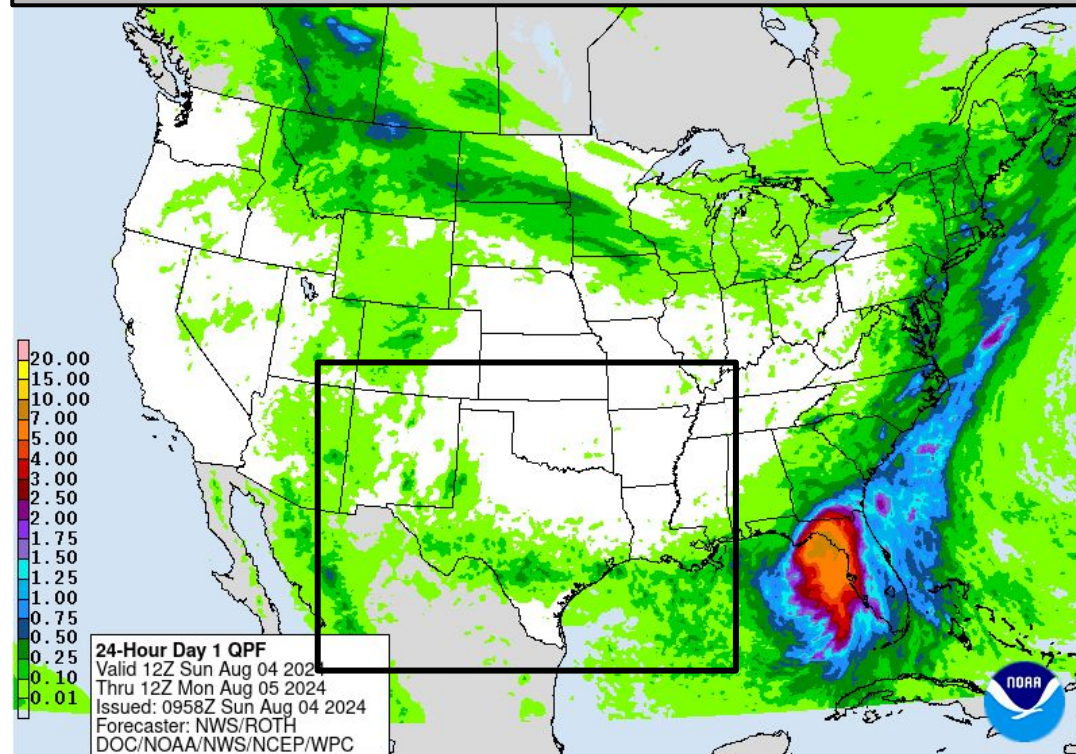 20.00
15.00
10.00
7.00
5.00
4.00
3.00
2.50
2.00
1.75
1.50
1.25
1.00
0.75
0.50
0.25
0.10
0.01
24-Hour Day 1 QPF
Valid 12Z Sun Aug 04 2024
Thru 12Z Mon Aug 05 2024
Issued: 0958Z Sun Aug 04 2024
Forecaster: NWS/ROTH
DOC/NOAA/NWS/NCEP/WPC
NOAA